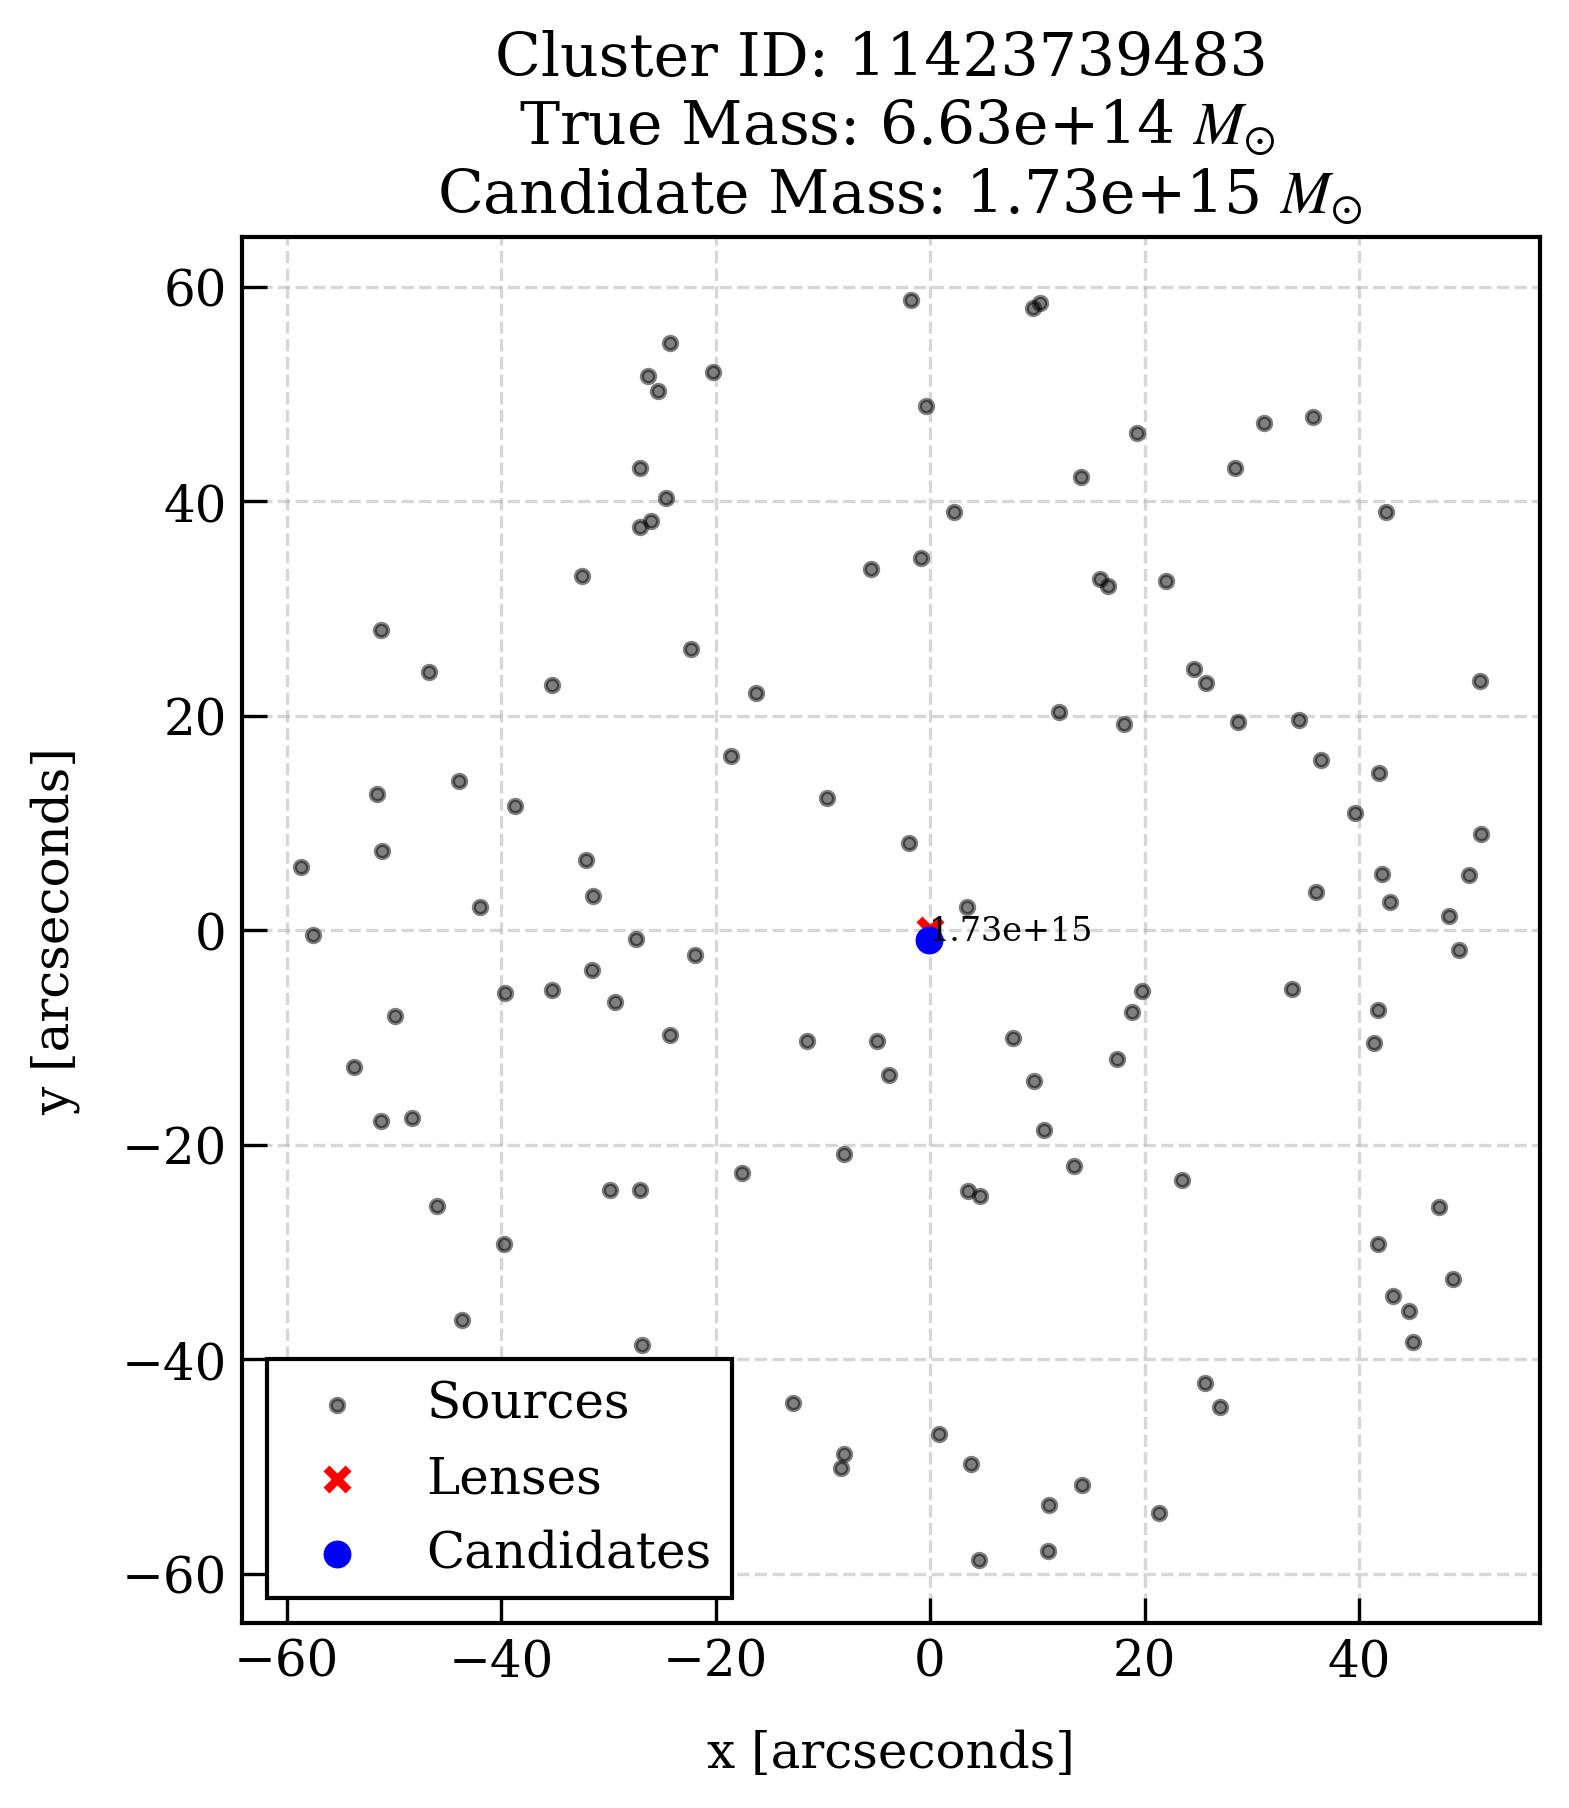 Cluster ID: 11423739483
True Mass: 6.63e+14 M⊙
Candidate Mass: 1.73e+15 M⊙
60
40
20
0
−20
−40
−60
y [arcseconds]
1.73e+15
Sources
Lenses
Candidates
−60 −40 −20 0 20 40
x [arcseconds]